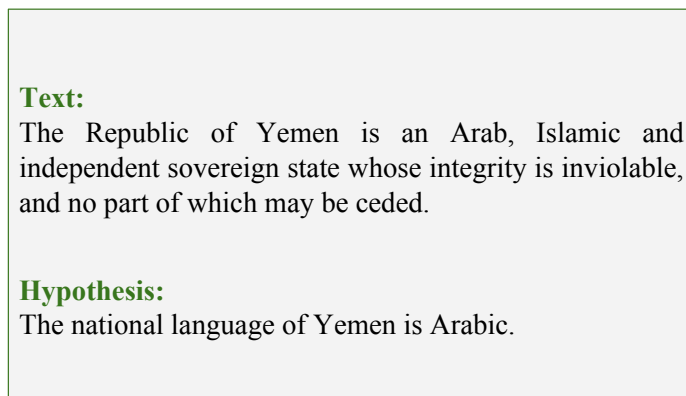 Text:
The Republic of Yemen is an Arab, Islamic and
independent sovereign state whose integrity is inviolable,
and no part of which may be ceded.
Hypothesis:
The national language of Yemen is Arabic.